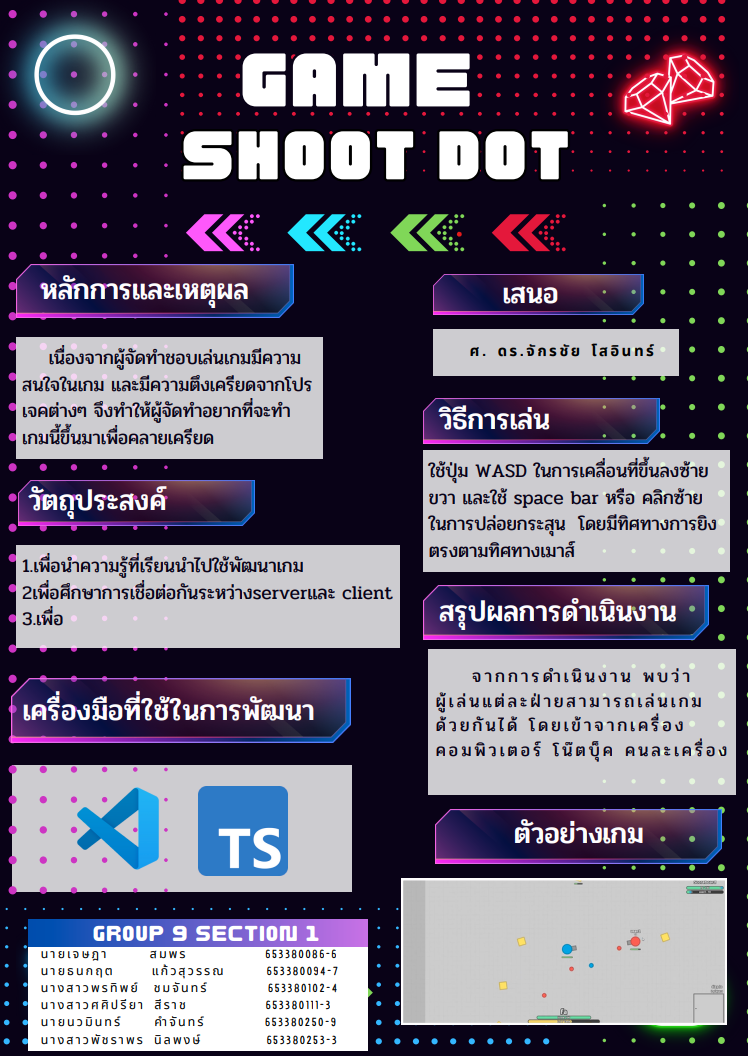 GAME
SHOOT DOT
หลักการและเหตุผล
เนื่องจากผู้จัดทำชอบเล่นเกมมีความ
สนใจในเกม และมีความตึงเครียดจากโปร
เจคต่างๆ จึงทำให้ผู้จัดทำอยากที่จะทำ
เกมนี้ขึ้นมาเพื่อคลายเครียด
วัตถุประสงค์
1.เพื่อนำความรู้ที่เรียนนำไปใช้พัฒนาเกม
2เพื่อศึกษาการเชื่อต่อกันระหว่างserverและ client
3.เพื่อ
เครื่องมือที่ใช้ในการพัฒนา
TS
GROUP 9 SECTION 1
นายเจษฎา สมพร 653380086-6
นายธนกฤต แก้วสุวรรณ 653380094-7
นางสาวพรทิพย์ ชมจันทร์ 653380102-4
นางสาวศศิปรียา สีราช 653380111-3
นายนวมินทร์ คำจันทร์ 653380250-9
นางสาวพัชราพร นิลพงษ์ 653380253-3
เสนอ
ศ. ดร.จักรชัย โสอินทร์
วิธีการเล่น
ใช้ปุ่ม WASD ในการเคลื่อนที่ขึ้นลงซ้าย
ขวา และใช้ space bar หรือ คลิกซ้าย
ในการปล่อยกระสุน โดยมีทิศทางการยิง
ตรงตามทิศทางเมาส์
สรุปผลการดำเนินงาน
จากการดำเนินงาน พบว่า
ผู้เล่นแต่ละฝ่ายสามารถเล่นเกม
ด้วยกันได้ โดยเข้าจากเครื่อง
คอมพิวเตอร์ โน๊ตบุ็ค คนละเครื่อง
ตัวอย่างเกม